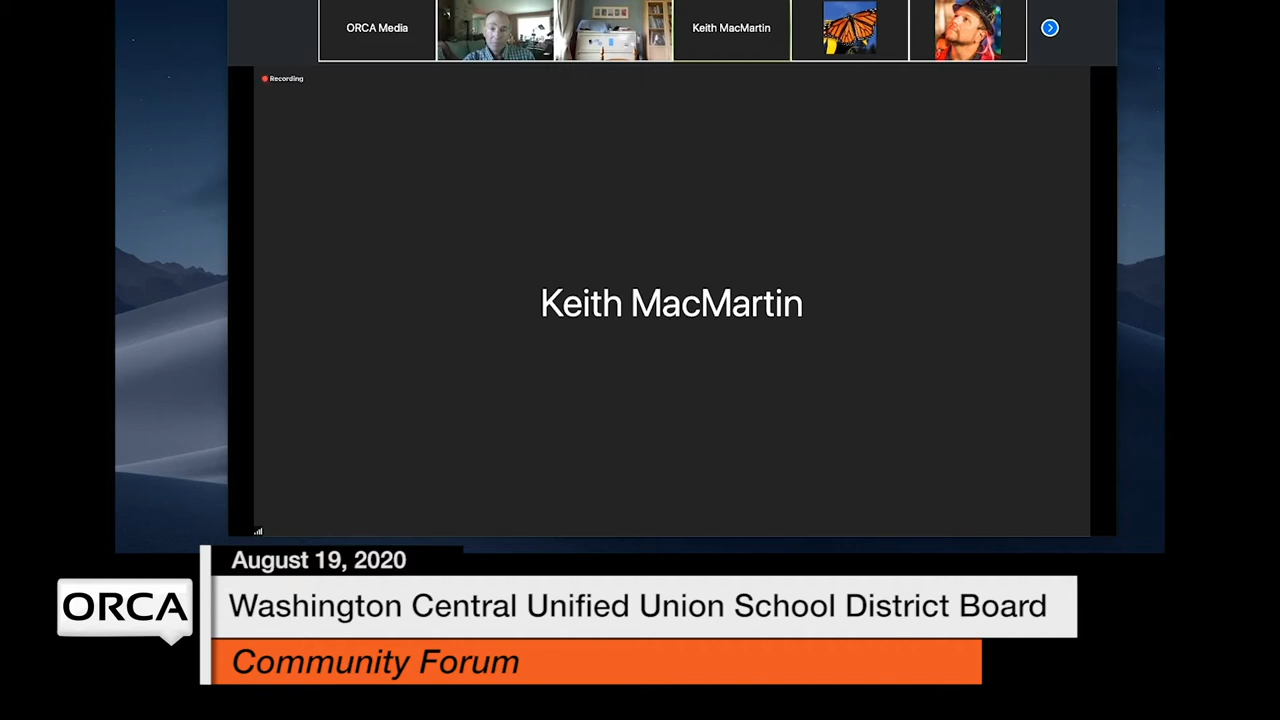 ORCA Media
Keith MacMartin
Recording
Keith MacMartin
August 19, 2020
ORCA
Washington Central Unified Union School District Board
Community Forum